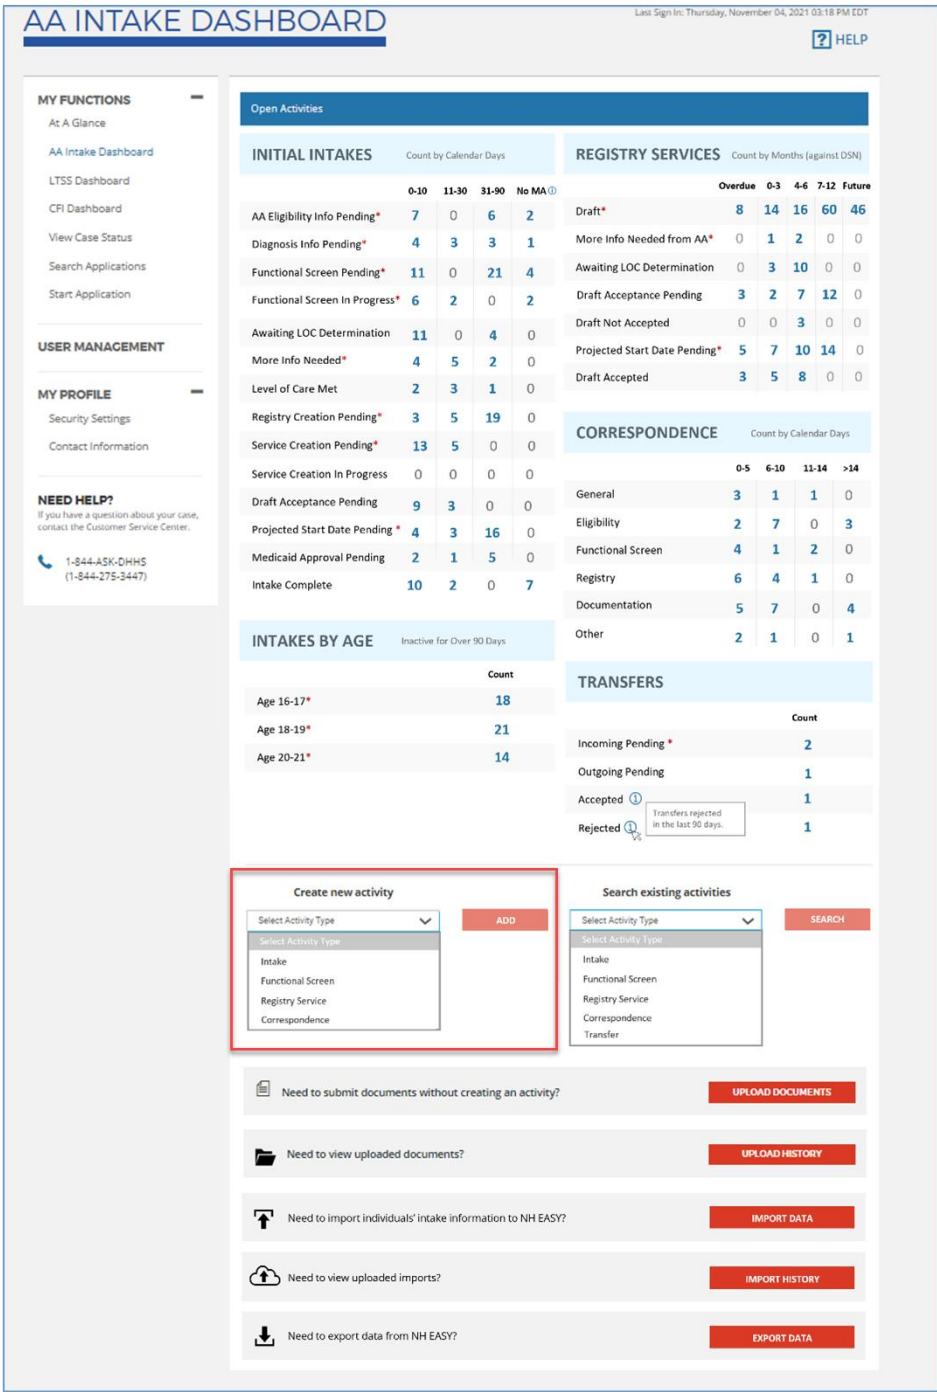 AA INTAKE DASHBOARD
Last Sign In: Thursday, November 04, 2021 03:18 PM EDT
? HELP
MY FUNCTIONS
At A Glance
AA Intake Dashboard
LTSS Dashboard
CFI Dashboard
View Case Status
Search Applications
Start Application
USER MANAGEMENT
MY PROFILE
Security Settings
Contact Information
NEED HELP?
If you have a question about your case,
contact the Customer Service Center.
1-844-ASK-DHHS
(1-844-275-3447)
Open Activities
INITIAL INTAKES Count by Calendar Days
0-10 11-30 31-90 No MA
AA Eligibility Info Pending* 7 0 6 2
Diagnosis Info Pending* 4 3 3 1
Functional Screen Pending* 11 0 21 4
Functional Screen In Progress* 6 2 0 2
Awaiting LOC Determination 11 0 4 0
More Info Needed* 4 5 2 0
Level of Care Met 2 3 1 0
Registry Creation Pending* 3 5 19 0
Service Creation Pending* 13 5 0 0
Service Creation In Progress 0 0 0 0
Draft Acceptance Pending 9 3 0 0
Projected Start Date Pending * 4 3 16 0
Medicaid Approval Pending 2 1 5 0
Intake Complete 10 2 0 7
INTAKES BY AGE Inactive for Over 90 Days
Count
Age 16-17* 18
Age 18-19* 21
Age 20-21* 14
REGISTRY SERVICES Count by Months (against DSN)
Overdue 0-3 4-6 7-12 Future
Draft* 8 14 16 60 46
More Info Needed from AA* 0 1 2 0 0
Awaiting LOC Determination 0 3 10 0 0
Draft Acceptance Pending 3 2 7 12 0
Draft Not Accepted 0 0 3 0 0
Projected Start Date Pending* 5 7 10 14 0
Draft Accepted 3 5 8 0 0
CORRESPONDENCE Count by Calendar Days
0-5 6-10 11-14 >14
General 3 1 1 0
Eligibility 2 7 0 3
Functional Screen 4 1 2 0
Registry 6 4 1 0
Documentation 5 7 0 4
Other 2 1 0 1
TRANSFERS
Count
Incoming Pending * 2
Outgoing Pending 1
Accepted 1
Transfers rejected
in the last 90 days.
Rejected 1
Create new activity
Select Activity Type ADD
Select Activity Type
Intake
Functional Screen
Registry Service
Correspondence
Search existing activities
Select Activity Type SEARCH
Select Activity Type
Intake
Functional Screen
Registry Service
Correspondence
Transfer
Need to submit documents without creating an activity? UPLOAD DOCUMENTS
Need to view uploaded documents? UPLOAD HISTORY
Need to import individuals' intake information to NH EASY? IMPORT DATA
Need to view uploaded imports? IMPORT HISTORY
Need to export data from NH EASY? EXPORT DATA